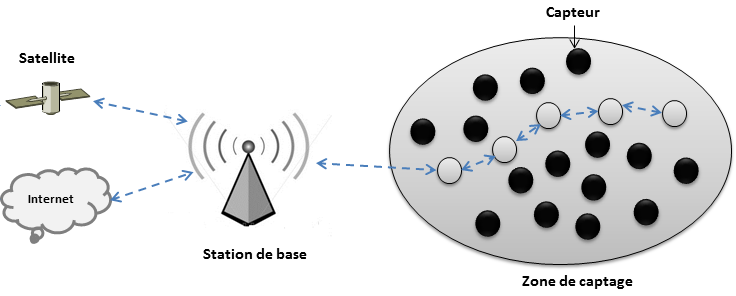 Capteur
Satellite
Internet
Station de base
Zone de captage